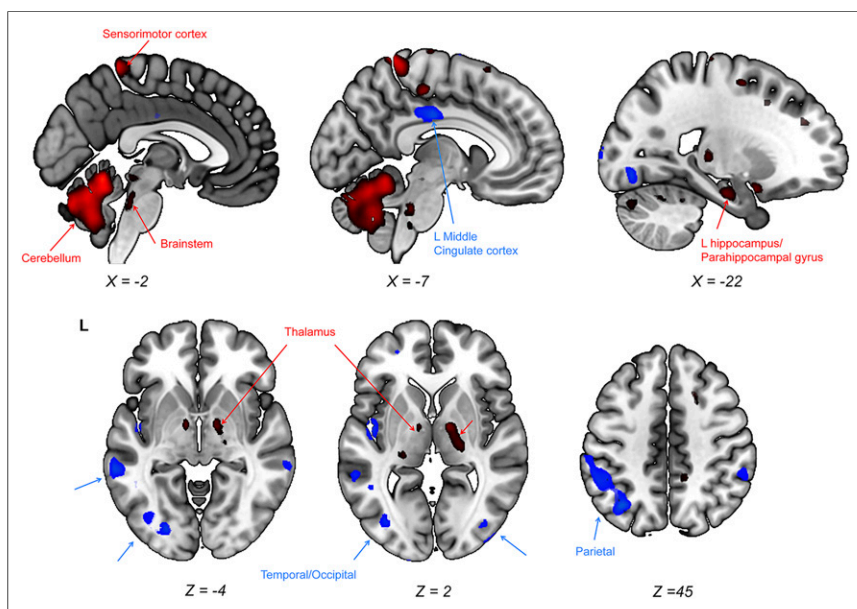 Sensorimotor cortex
Cerebellum
Brainstem
X = -2
L Middle
Cingulate cortex
X = -7
L hippocampus/
Parahippocampal gyrus
X = -22
L
Thalamus
Z = -4
Temporal/Occipital
Z = 2
Parietal
Z =45